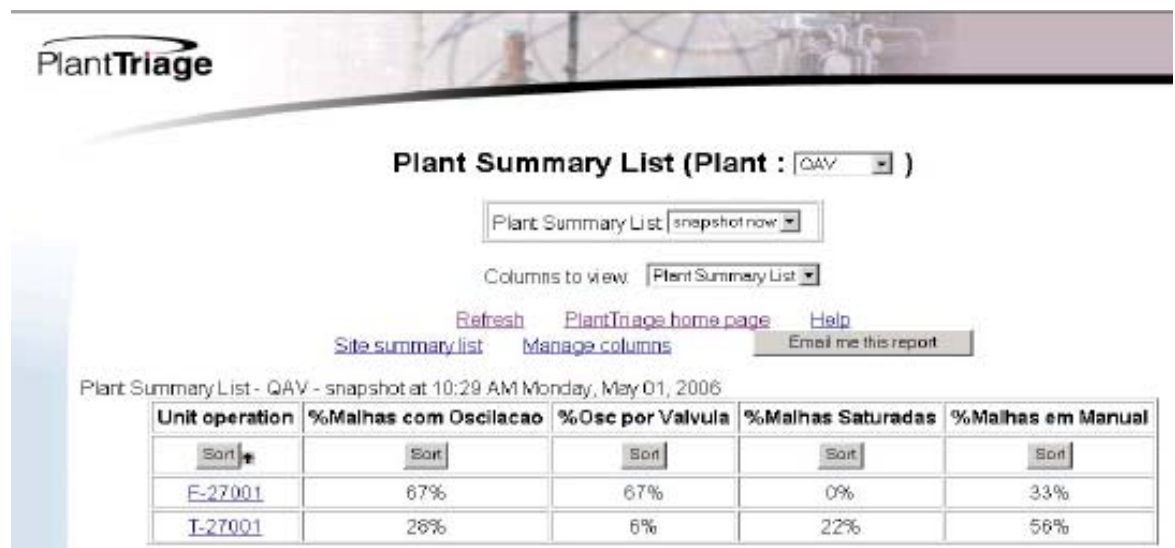 PlantTriage
Plant Summary List (Plant : QAV )
Plant Summary List snapshot now
Columns to view: Plant Summary List
Refresh PlantTriage home page Help
Site summary list Manage columns Email me this report
Plant Summary List - QAV - snapshot at 10:29 AM Monday, May 01, 2006
Unit operation %Malhas com Oscilacao %Osc por Valvula %Malhas Saturadas %Malhas em Manual
Sort Sort Sort Sort Sort
F-27001 67% 67% 0% 33%
T-27001 28% 6% 22% 56%